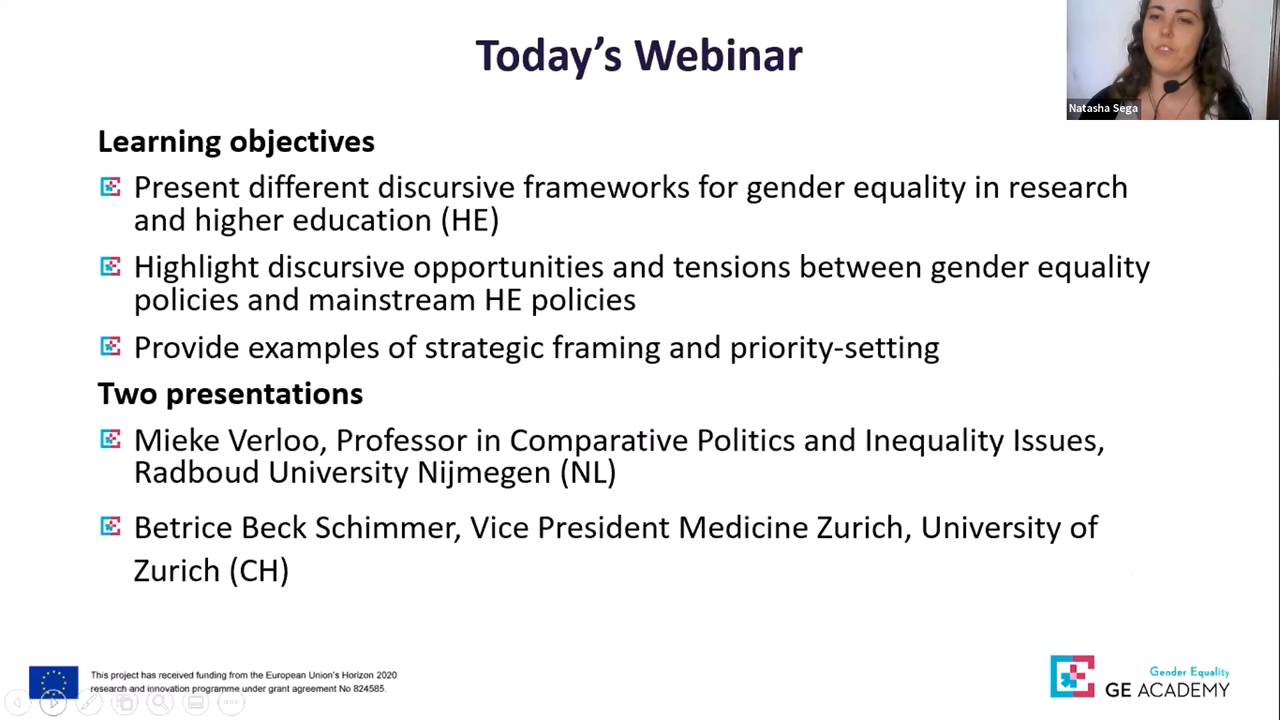 Today's Webinar
Natasha Sega
Learning objectives
Present different discursive frameworks for gender equality in research
and higher education (HE)
Highlight discursive opportunities and tensions between gender equality
policies and mainstream HE policies
Provide examples of strategic framing and priority-setting
Two presentations
Mieke Verloo, Professor in Comparative Politics and Inequality Issues,
Radboud University Nijmegen (NL)
Betrice Beck Schimmer, Vice President Medicine Zurich, University of
Zurich (CH)
This project has received funding from the European Union's Horizon 2020
research and innovation programme under grant agreement No 824585.
Gender Equality
GE ACADEMY